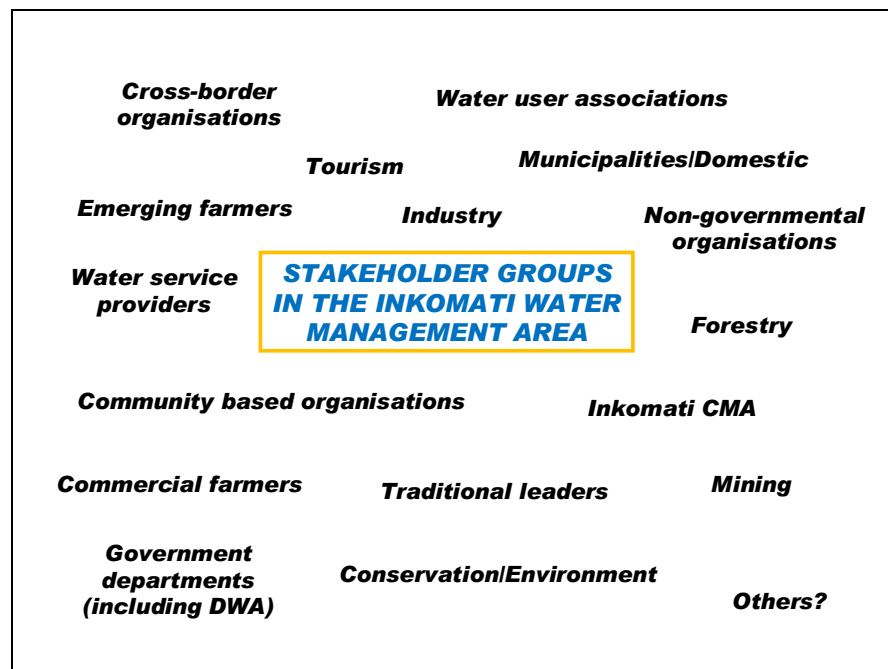 Cross-border
organisations
Water user associations
Tourism
Municipalities/Domestic
Emerging farmers
Industry
Non-governmental
organisations
Water service
providers
STAKEHOLDER GROUPS
IN THE INKOMATI WATER
MANAGEMENT AREA
Forestry
Community based organisations
Inkomati CMA
Commercial farmers
Traditional leaders
Mining
Government
departments
(including DWA)
Conservation/Environment
Others?